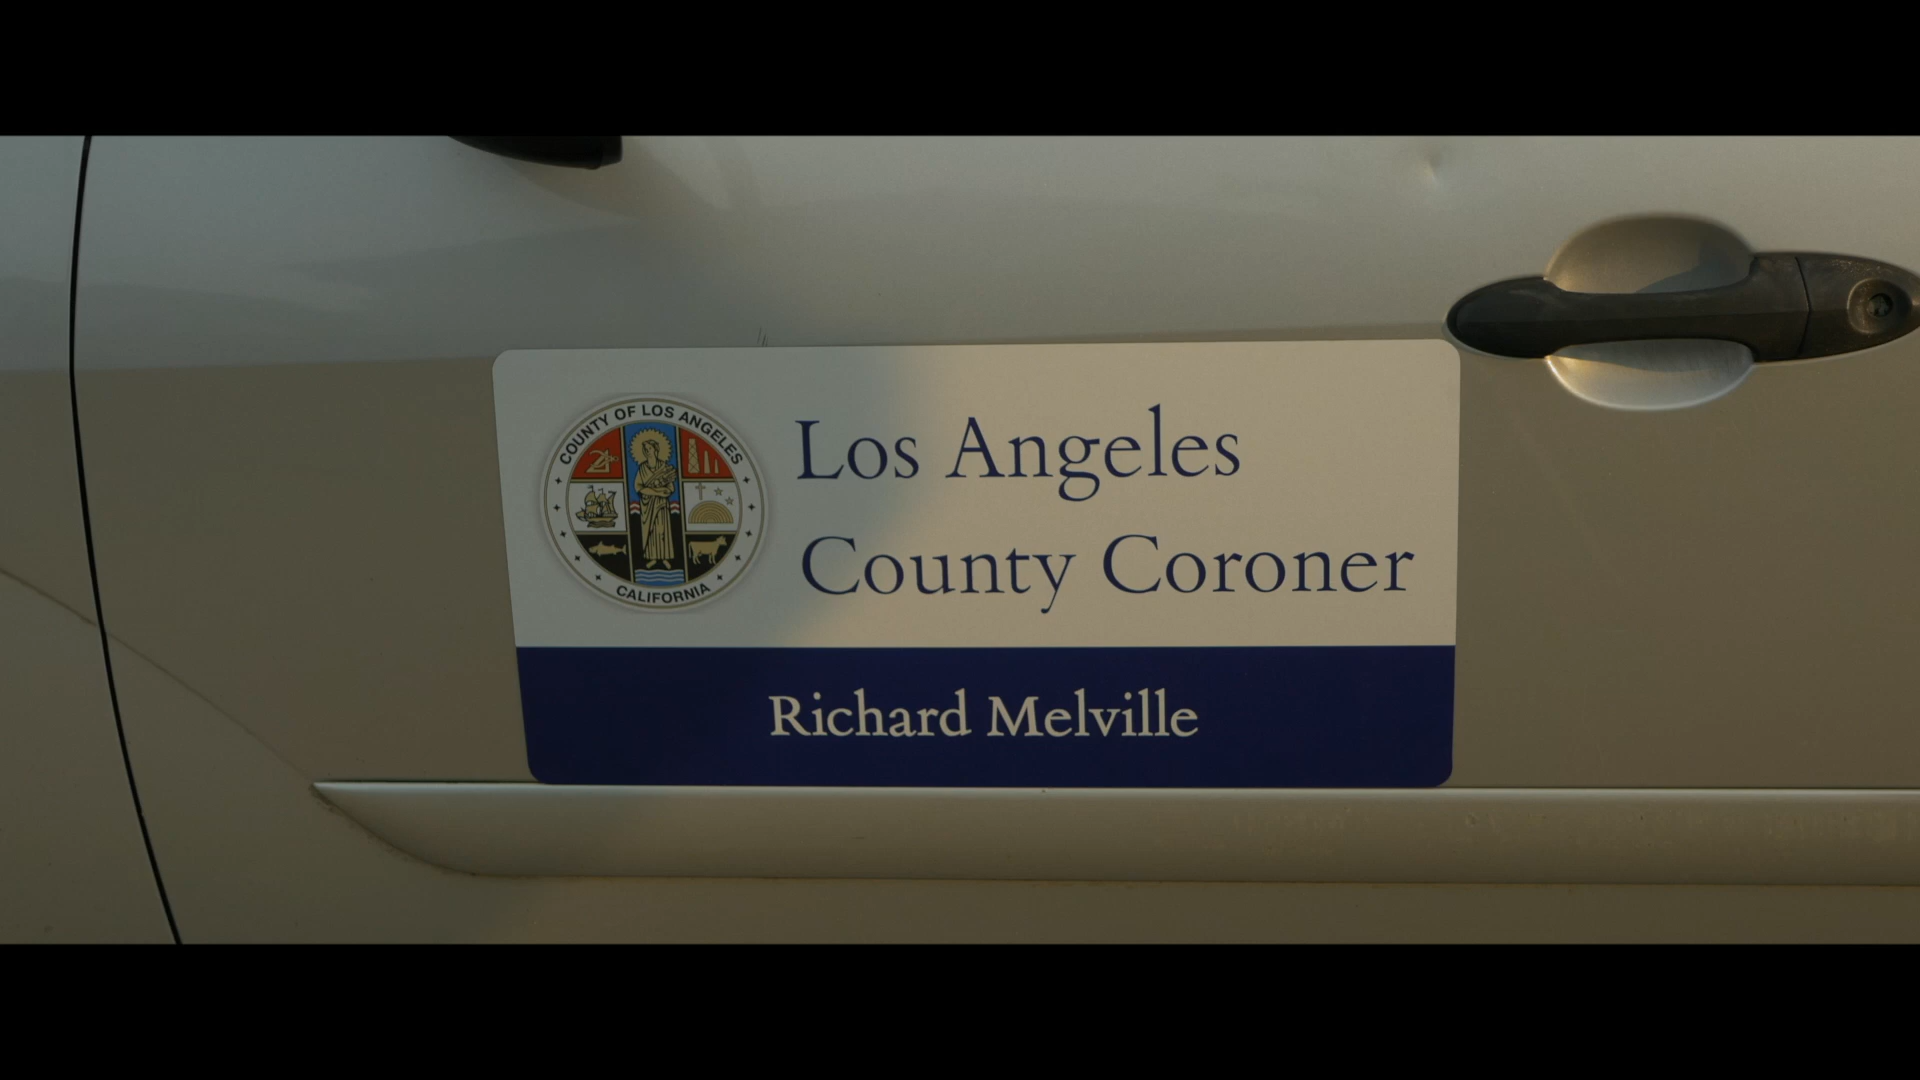 COUNTY OF LOS ANGELES
CALIFORNIA
Los Angeles
County Coroner
Richard Melville